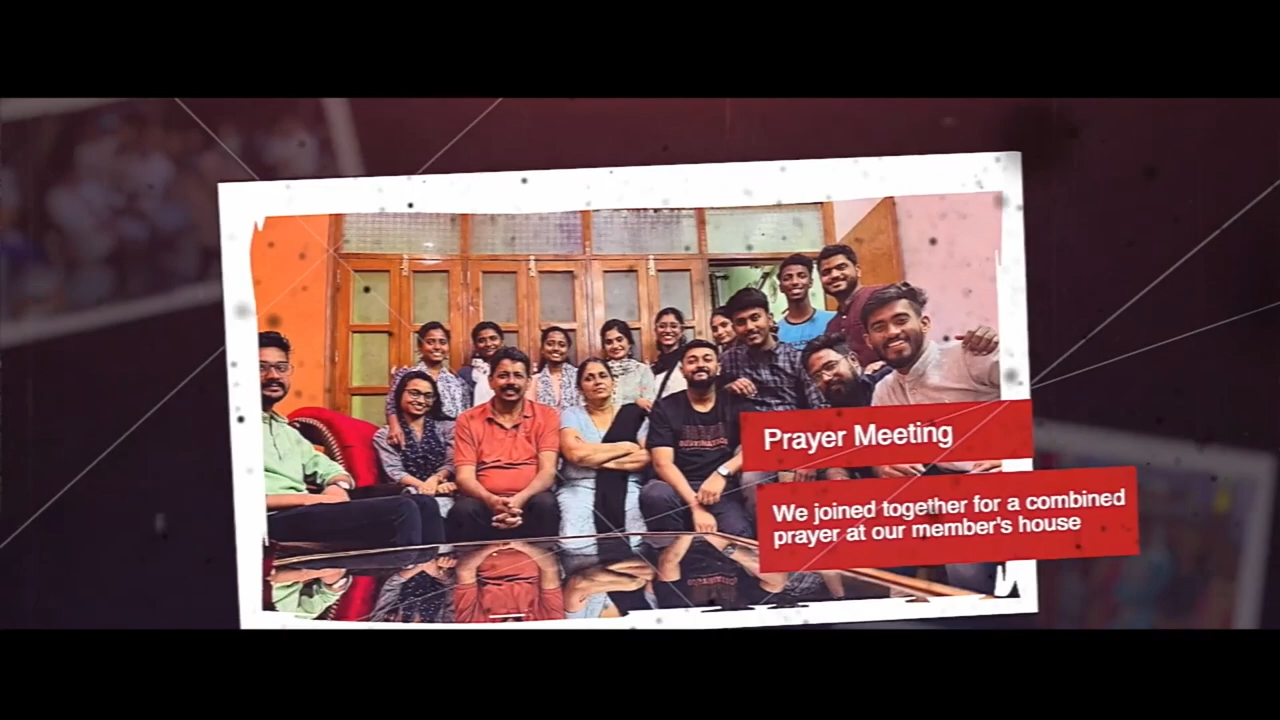 Prayer Meeting
We joined together for a combined
prayer at our member's house